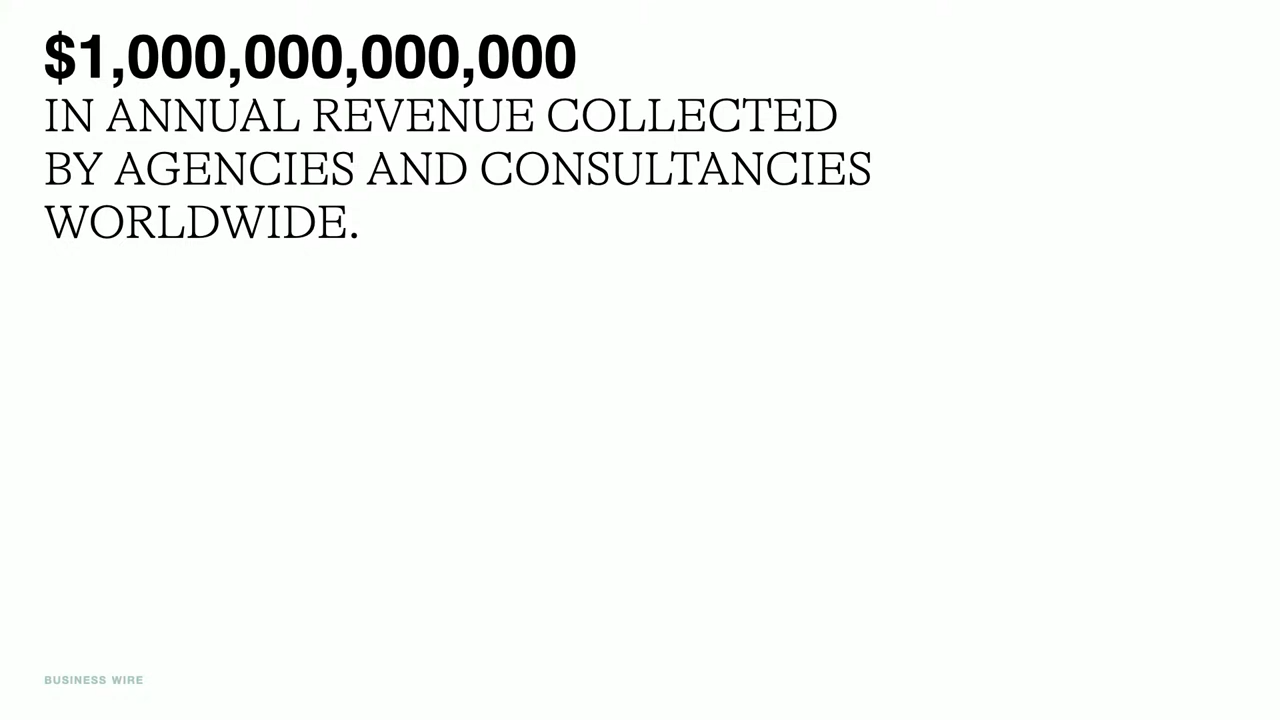 $1,000,000,000,000
IN ANNUAL REVENUE COLLECTED
BY AGENCIES AND CONSULTANCIES
WORLDWIDE.
BUSINESS WIRE